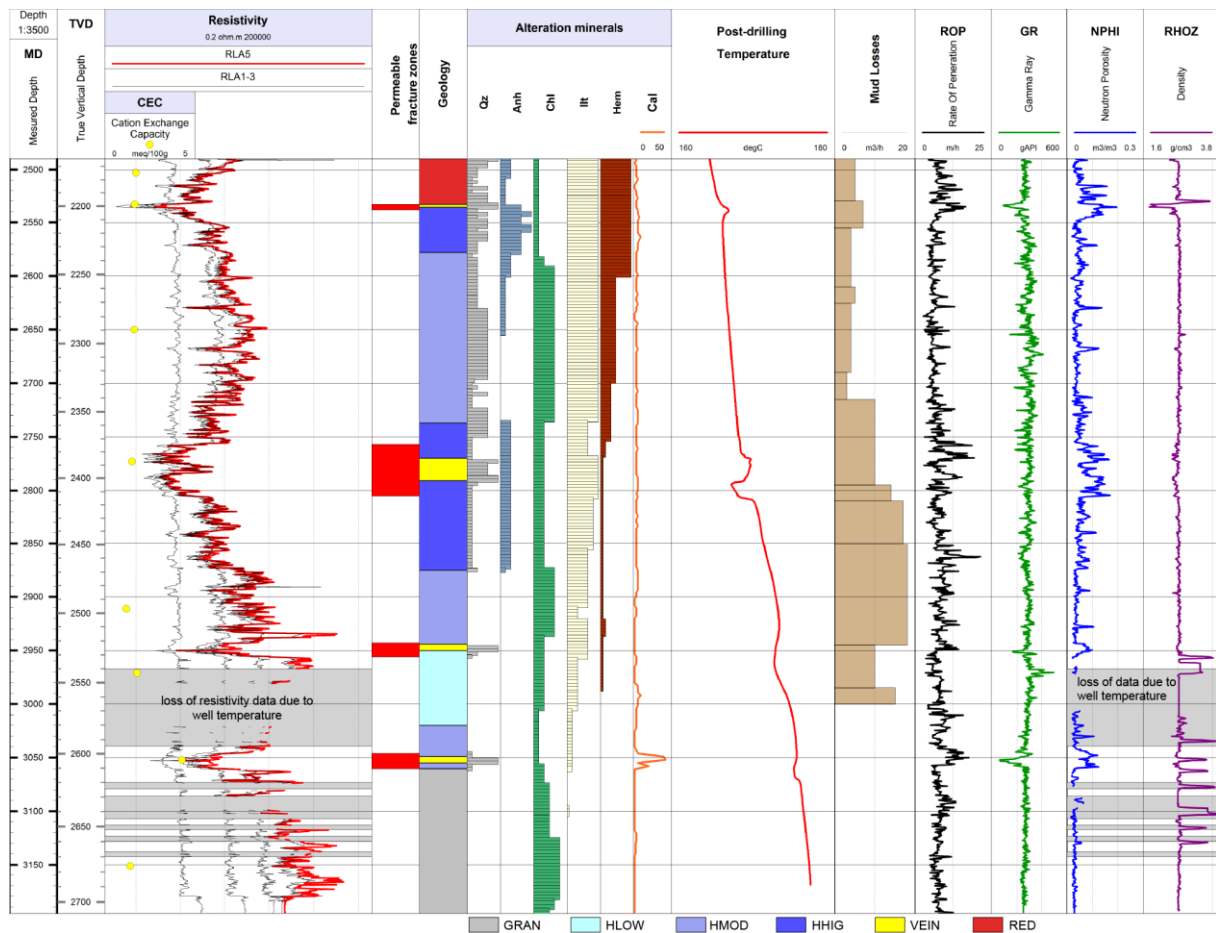 Depth
1:3500
MD
Mesured Depth
TVD
True Vertical Depth
Resistivity
0.2 ohm.m 200000
RLA5
RLA1-3
CEC
Cation Exchange
Capacity
0 meq/100g 5
Permeable
fracture zones
Geology
Alteration minerals
Qz
Anh
Chl
Ilt
Hem
Cal
0 50
Post-drilling
Temperature
160 degC 180
Mud Losses
0 m3/h 20
ROP
Rate Of Peneration
0 m/h 25
GR
Gamma Ray
0 gAPI 600
NPHI
Neutron Porosity
0 m3/m3 0.3
RHOZ
Density
1.6 g/cm3 3.8
2500
2550
2600
2650
2700
2750
2800
2850
2900
2950
3000
3050
3100
3150
2200
2250
2300
2350
2400
2450
2500
2550
2600
2650
2700
loss of resistivity data due to
well temperature
loss of data due to
well temperature
GRAN HLOW HMOD HHIG VEIN RED